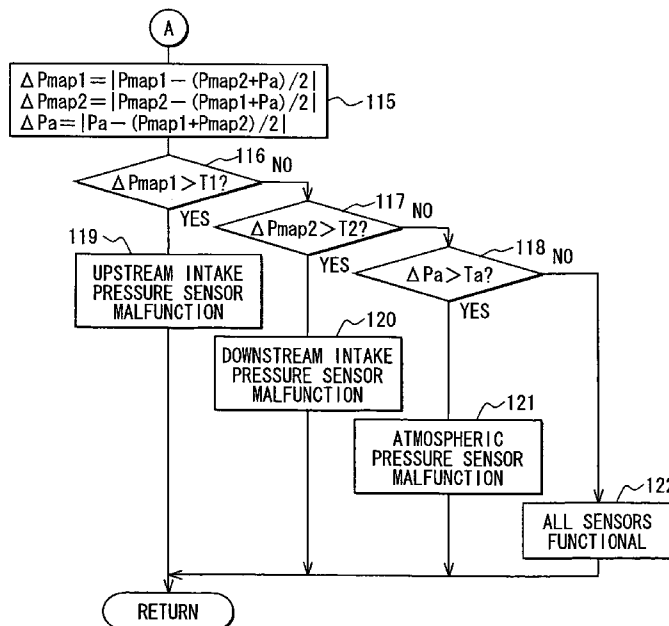 A
ΔPmap1=|Pmap1-(Pmap2+Pa)/2|
ΔPmap2=|Pmap2-(Pmap1+Pa)/2|
ΔPa=|Pa-(Pmap1+Pmap2)/2|
115
116
NO
ΔPmap1>T1?
117
NO
YES
ΔPmap2>T2?
118
NO
119
YES
ΔPa>Ta?
UPSTREAM INTAKE
PRESSURE SENSOR
MALFUNCTION
YES
120
DOWNSTREAM INTAKE
PRESSURE SENSOR
MALFUNCTION
121
ATMOSPHERIC
PRESSURE SENSOR
MALFUNCTION
122
ALL SENSORS
FUNCTIONAL
RETURN